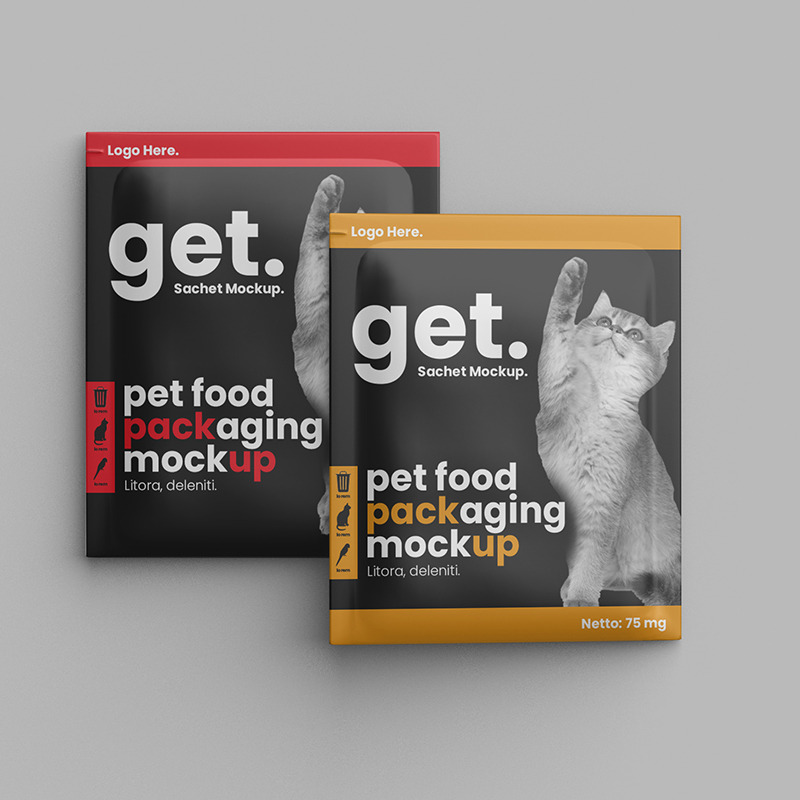 Logo Here.
get.
Sachet Mockup.
pet food
packaging
mockup
Litora, deleniti.
Logo Here.
get.
Sachet Mockup.
pet food
packaging
mockup
Litora, deleniti.
Netto: 75 mg